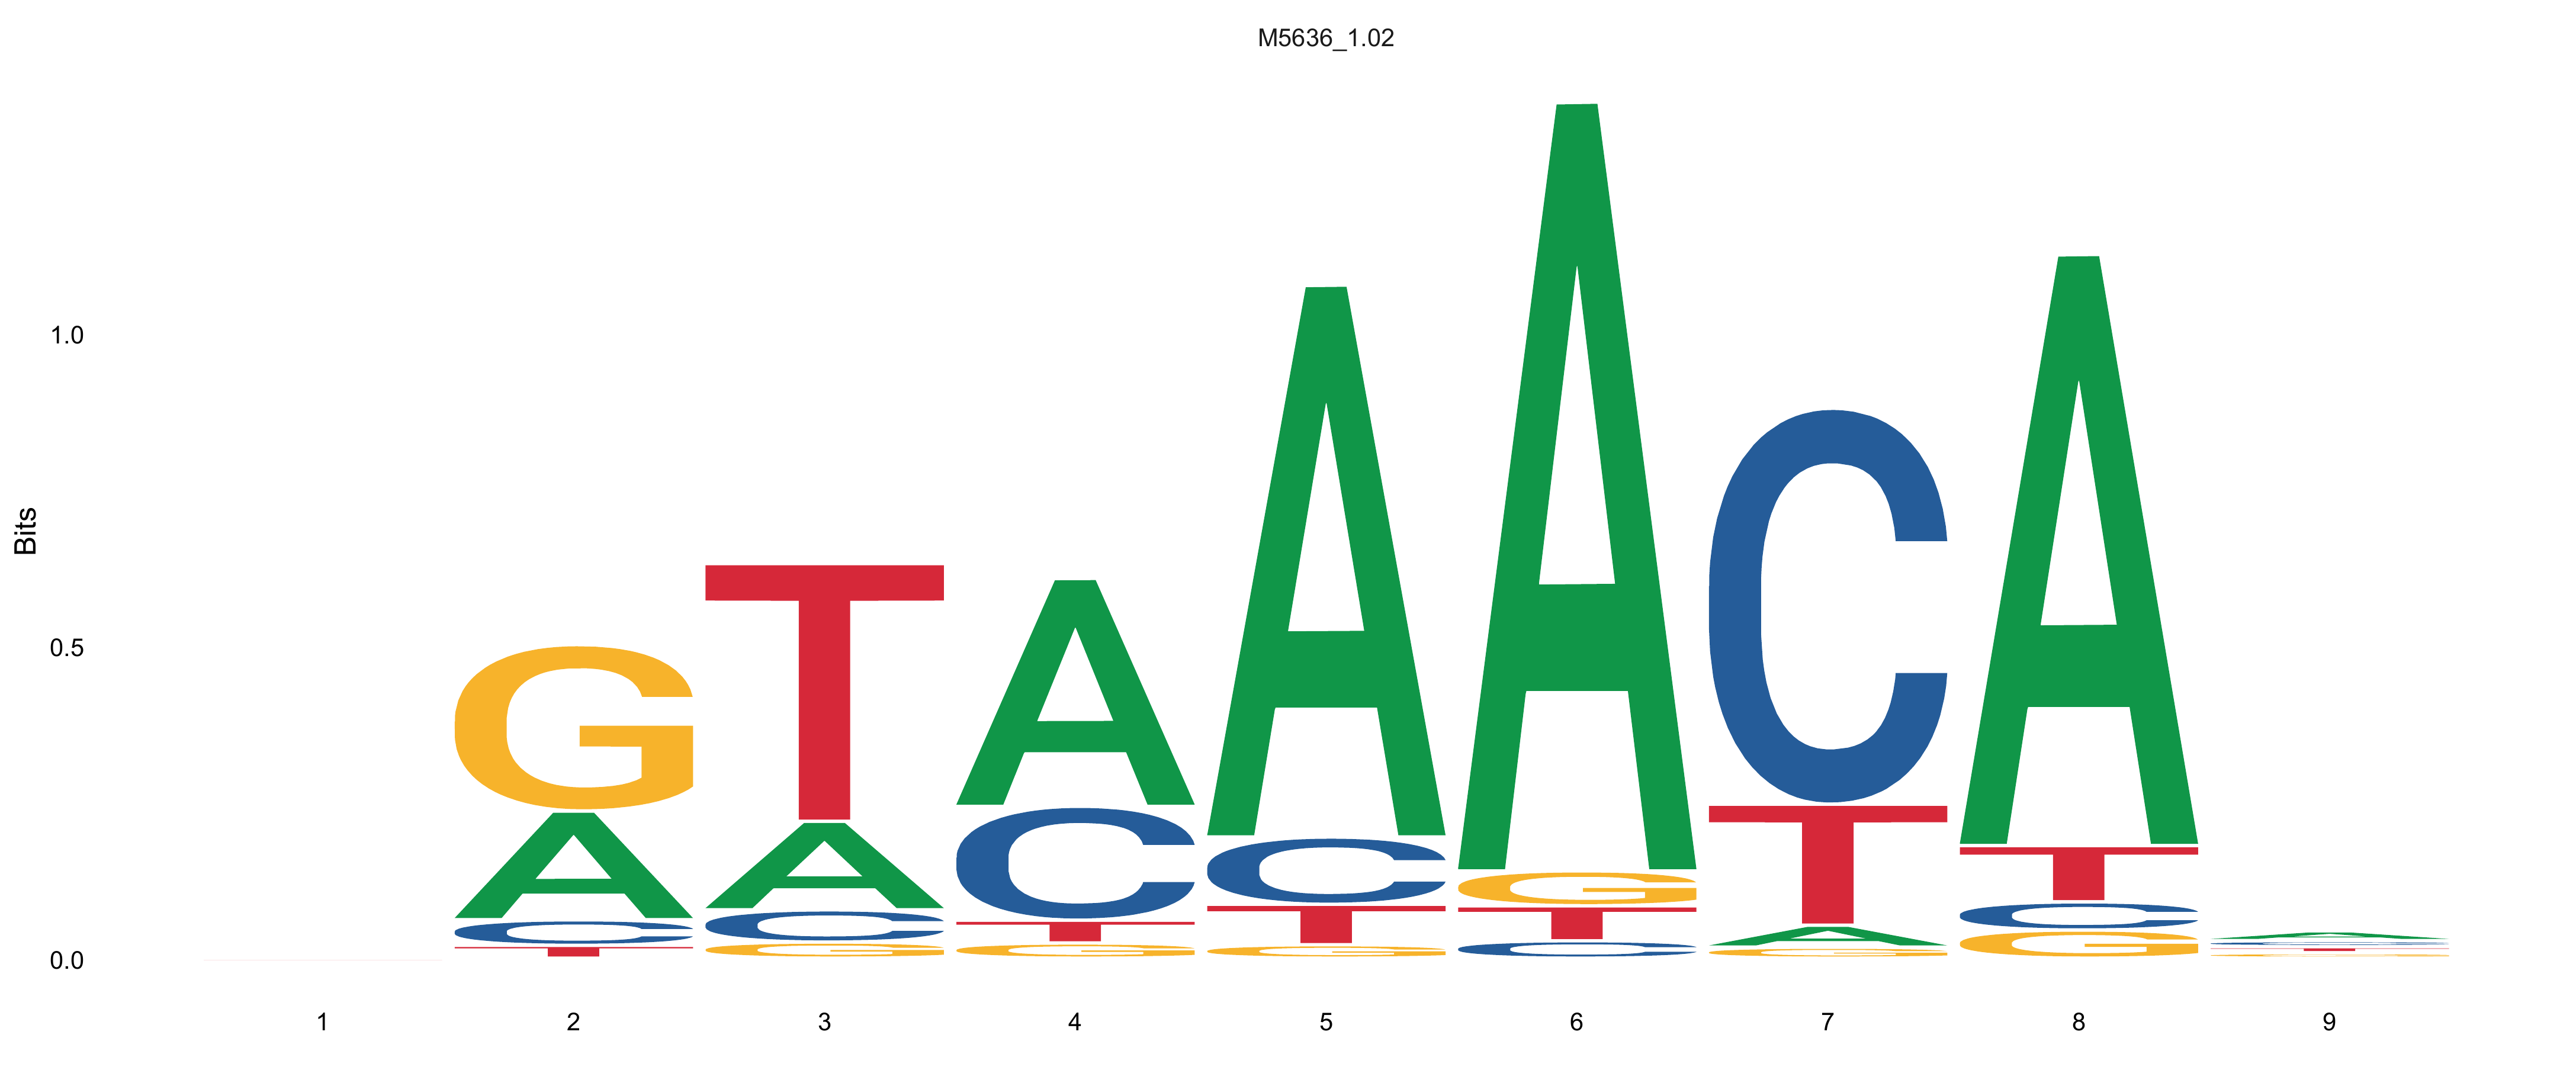 M5636_1.02
Bits
1.0
0.5
0.0
G T A A A C A
A A C C G T T A
C C T T T A C C
T G G G C G G T
1 2 3 4 5 6 7 8 9